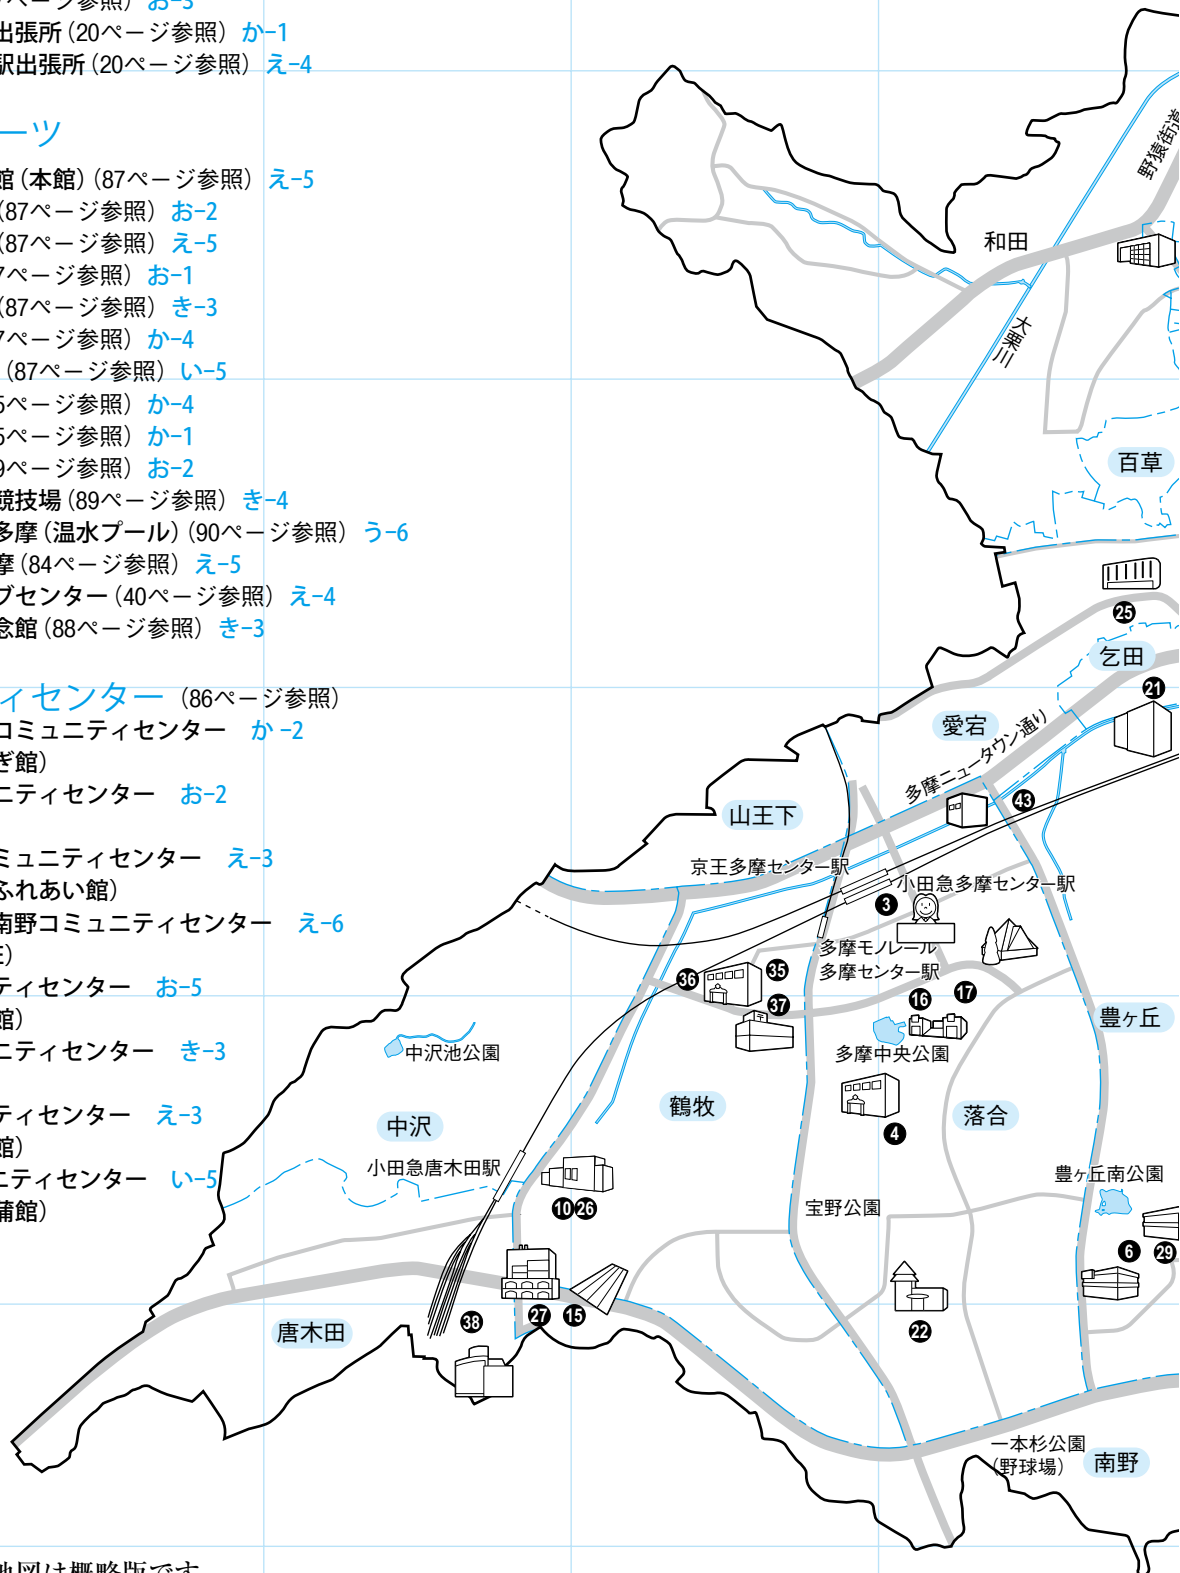 ページ参照）お-3
出張所（20ページ参照）か-1
駅出張所（20ページ参照）え-4
ーツ
館（本館）（87ページ参照）え-5
（87ページ参照）お-2
（87ページ参照）え-5
7ページ参照）お-1
（87ページ参照）き-3
7ページ参照）か-4
（87ページ参照）い-5
5ページ参照）か-4
5ページ参照）か-1
9ページ参照）お-2
競技場（89ページ参照）き-4
多摩（温水プール）（90ページ参照）う-6
摩（84ページ参照）え-5
ブセンター（40ページ参照）え-4
念館（88ページ参照）き-3
ィセンター（86ページ参照）
コミュニティセンター か-2
ぎ館）
ニティセンター お-2
ミュニティセンター え-3
ふれあい館）
南野コミュニティセンター え-6
E）
ティセンター お-5
館）
ニティセンター き-3
ティセンター え-3
館）
ニティセンター い-5
蒲館）
地図は概略版です
野猿街道
和田
大栗川
百草
25
乞田
21
愛宕
多摩ニュータウン通り
43
山王下
京王多摩センター駅
小田急多摩センター駅
3
多摩モノレール
多摩センター駅
36
35
37
16
17
豊ヶ丘
多摩中央公園
中沢池公園
鶴牧
4
落合
中沢
小田急唐木田駅
豊ヶ丘南公園
10
26
宝野公園
6
29
38
27
15
22
唐木田
一本杉公園
（野球場）
南野